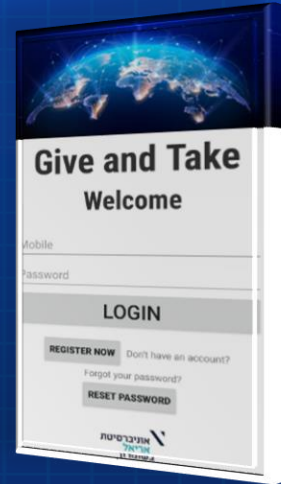 Give and Take
Welcome
Mobile
Password
LOGIN
REGISTER NOW Don't have an account?
Forgot your password?
RESET PASSWORD
אוניברסיטת
אריאל
בשומרון